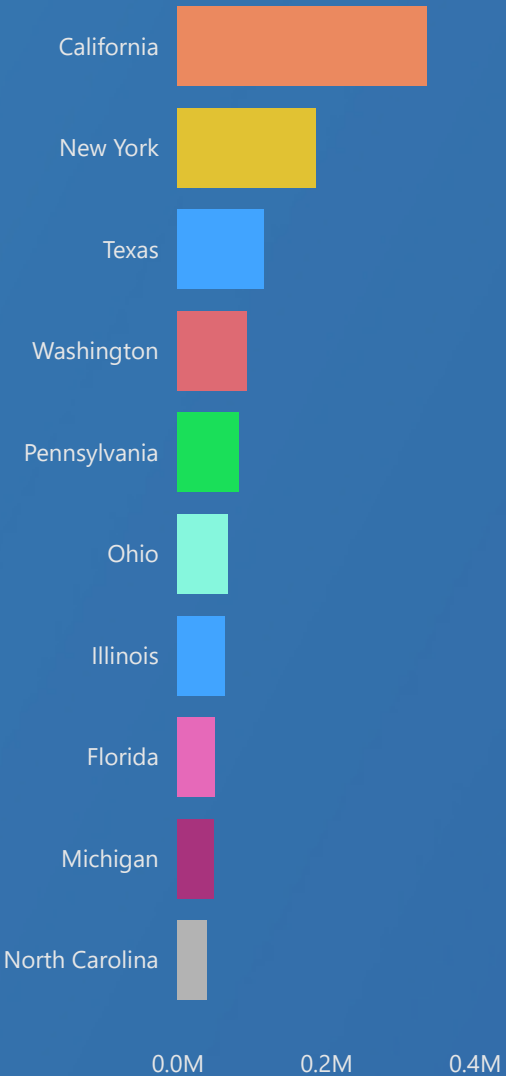 California
New York
Texas
Washington
Pennsylvania
Ohio
Illinois
Florida
Michigan
North Carolina
0.0M 0.2M 0.4M